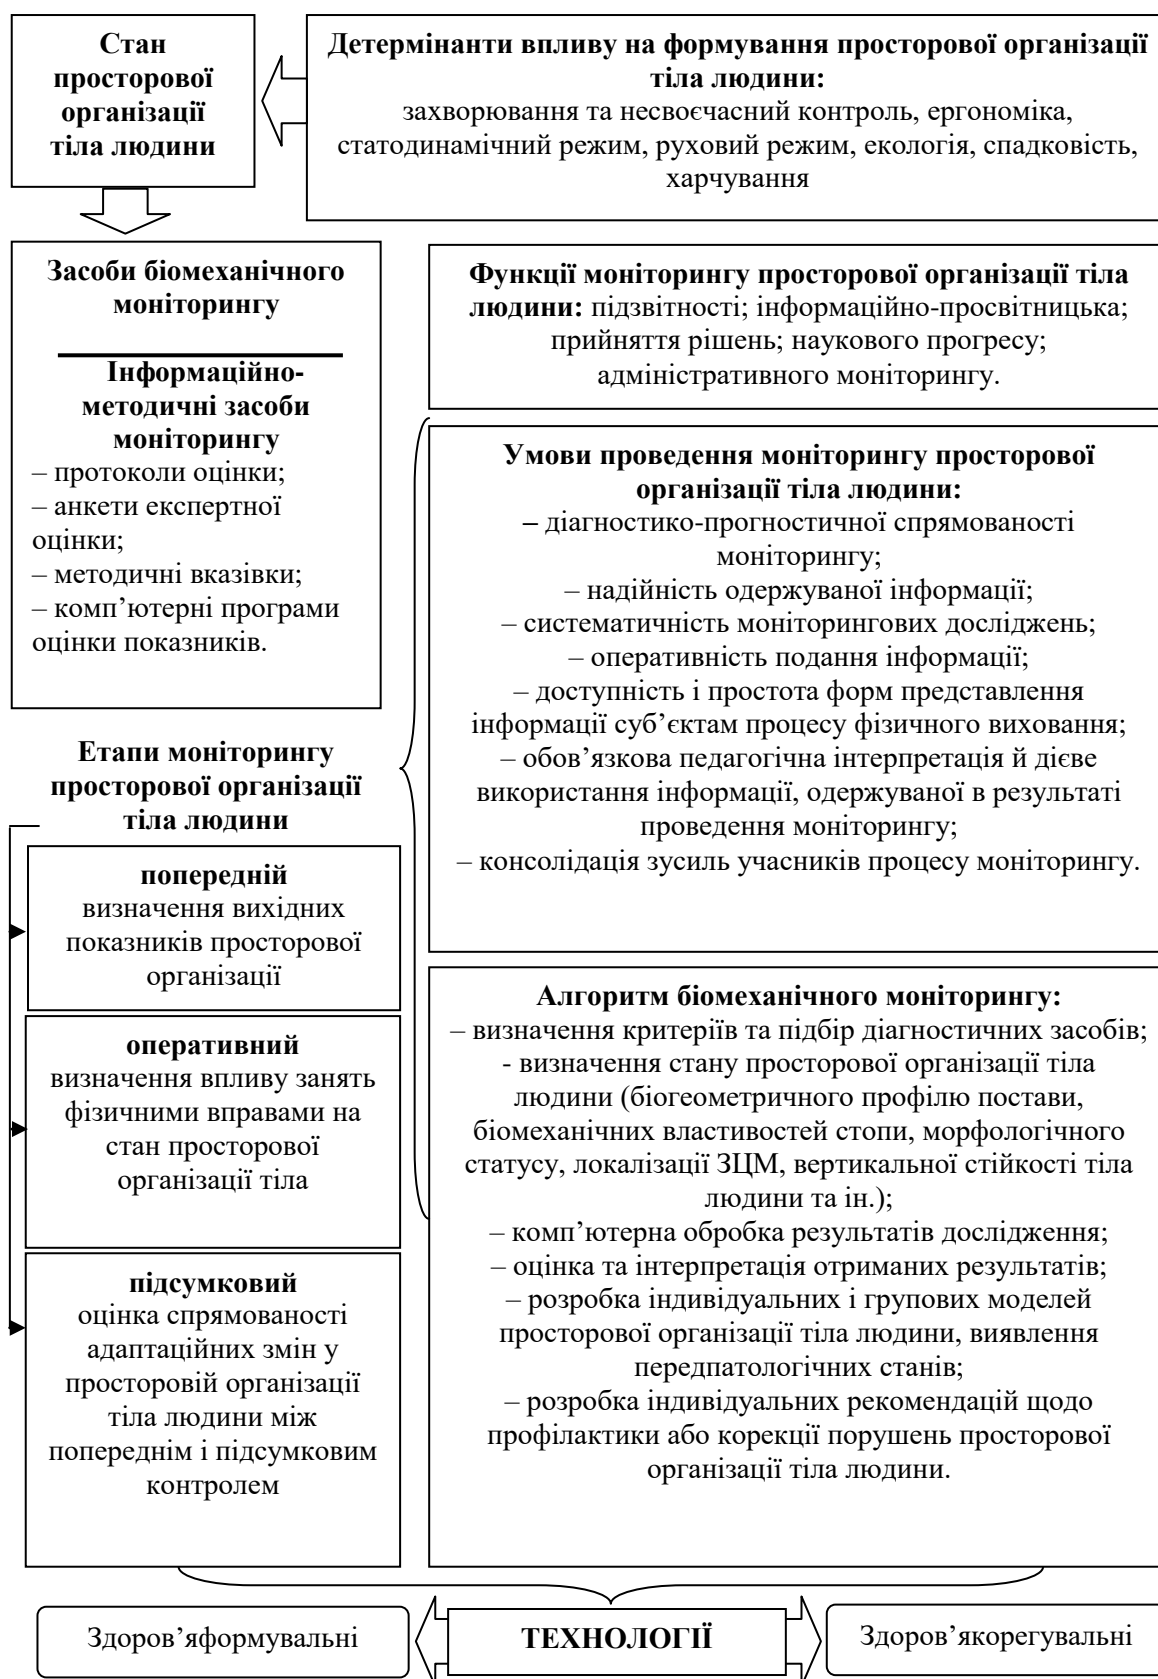 Стан
просторової
організації
тіла людини
Детермінанти впливу на формування просторової організації
тіла людини:
захворювання та несвоєчасний контроль, ергономіка,
статодинамічний режим, руховий режим, екологія, спадковість,
харчування
Засоби біомеханічного
моніторингу
Інформаційно-
методичні засоби
моніторингу
– протоколи оцінки;
– анкети експертної
оцінки;
– методичні вказівки;
– комп’ютерні програми
оцінки показників.
Функції моніторингу просторової організації тіла
людини: підзвітності; інформаційно-просвітницька;
прийняття рішень; наукового прогресу;
адміністративного моніторингу.
Умови проведення моніторингу просторової
організації тіла людини:
– діагностико-прогностичної спрямованості
моніторингу;
– надійність одержуваної інформації;
– систематичність моніторингових досліджень;
– оперативність подання інформації;
– доступність і простота форм представлення
інформації суб’єктам процесу фізичного виховання;
– обов’язкова педагогічна інтерпретація й дієве
використання інформації, одержуваної в результаті
проведення моніторингу;
– консолідація зусиль учасників процесу моніторингу.
Етапи моніторингу
просторової організації
тіла людини
попередній
визначення вихідних
показників просторової
організації
оперативний
визначення впливу занять
фізичними вправами на
стан просторової
організації тіла
підсумковий
оцінка спрямованості
адаптаційних змін у
просторовій організації
тіла людини між
попереднім і підсумковим
контролем
Алгоритм біомеханічного моніторингу:
– визначення критеріїв та підбір діагностичних засобів;
- визначення стану просторової організації тіла
людини (біогеометричного профілю постави,
біомеханічних властивостей стопи, морфологічного
статусу, локалізації ЗЦМ, вертикальної стійкості тіла
людини та ін.);
– комп’ютерна обробка результатів дослідження;
– оцінка та інтерпретація отриманих результатів;
– розробка індивідуальних і групових моделей
просторової організації тіла людини, виявлення
передпатологічних станів;
– розробка індивідуальних рекомендацій щодо
профілактики або корекції порушень просторової
організації тіла людини.
Здоров’яформувальні
ТЕХНОЛОГІЇ
Здоров’якорегувальні